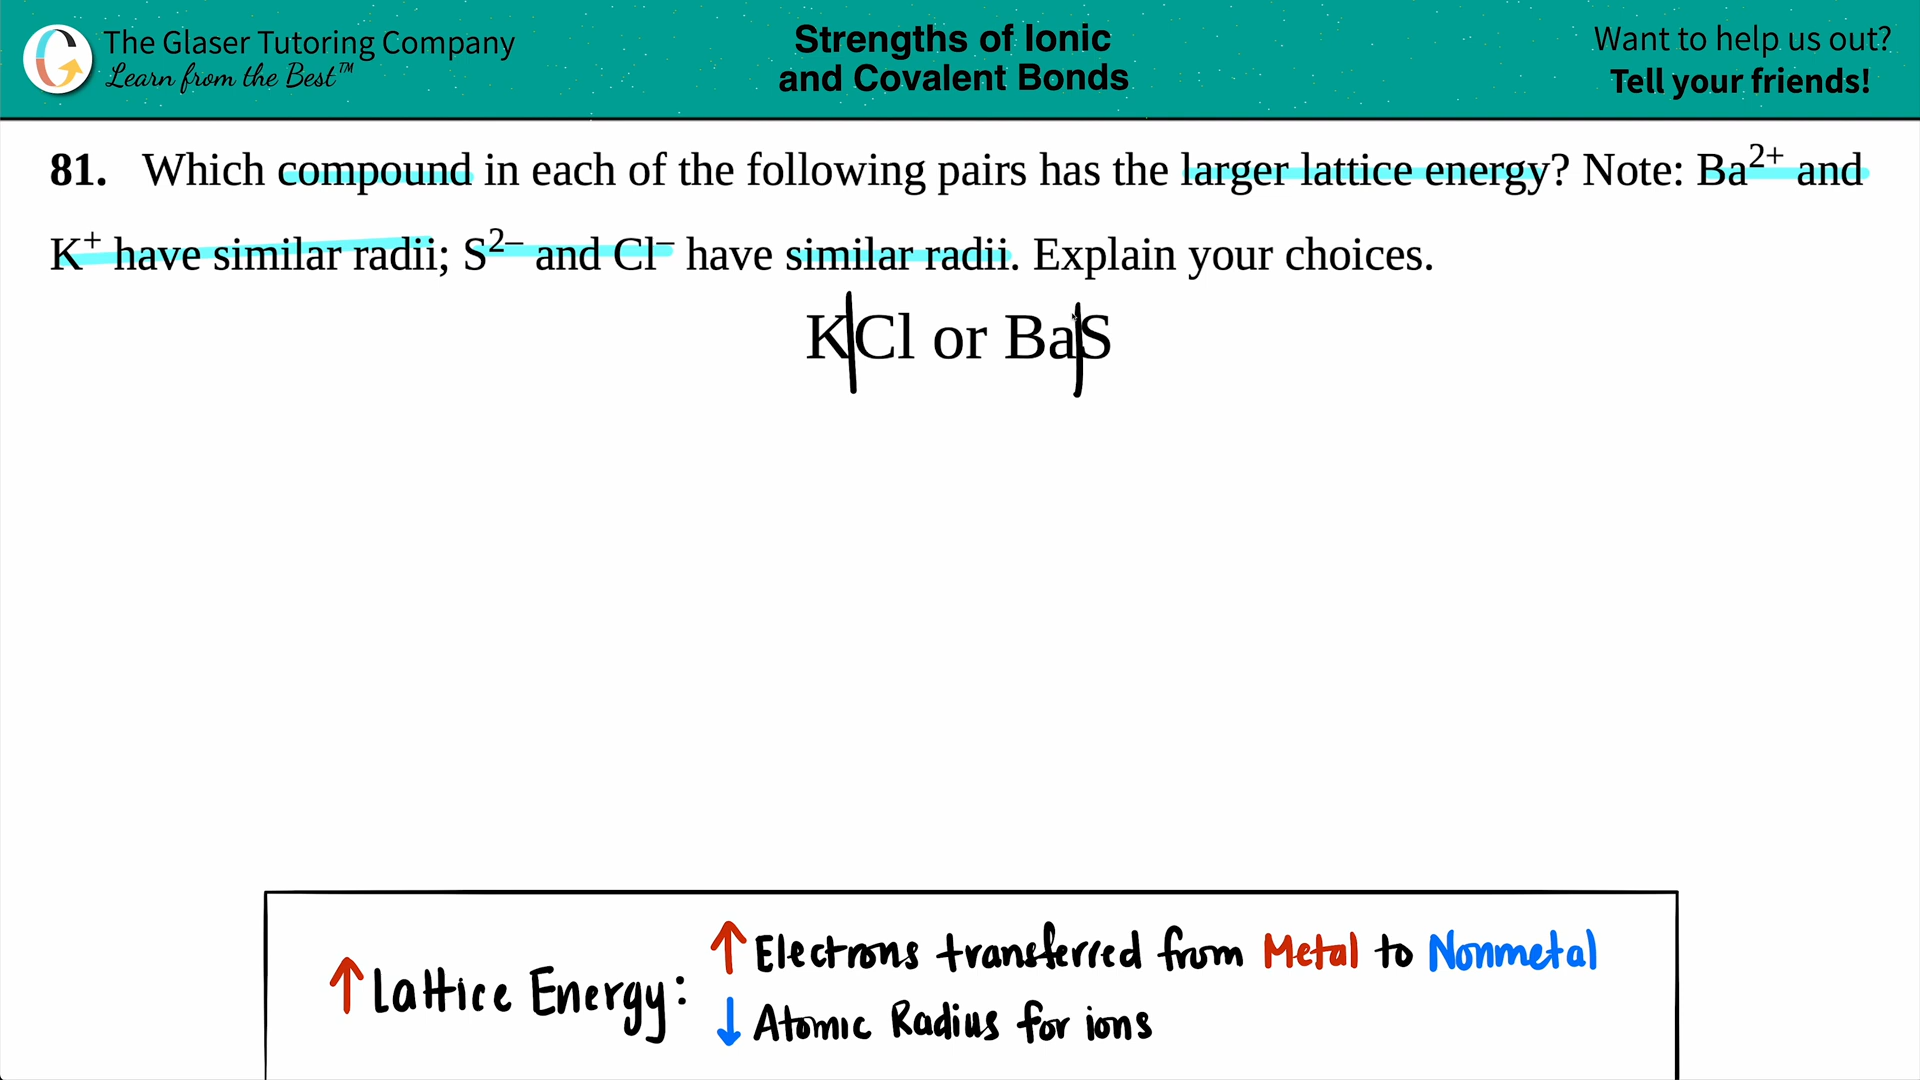 The Glaser Tutoring Company
Learn from the Best™
Strengths of Ionic
and Covalent Bonds
Want to help us out?
Tell your friends!
81. Which compound in each of the following pairs has the larger lattice energy? Note: Ba²⁺ and
K⁺ have similar radii; S²⁻ and Cl⁻ have similar radii. Explain your choices.
KCl or BaS
↑ Lattice Energy:
↑ Electrons transferred from Metal to Nonmetal
↓ Atomic Radius for ions